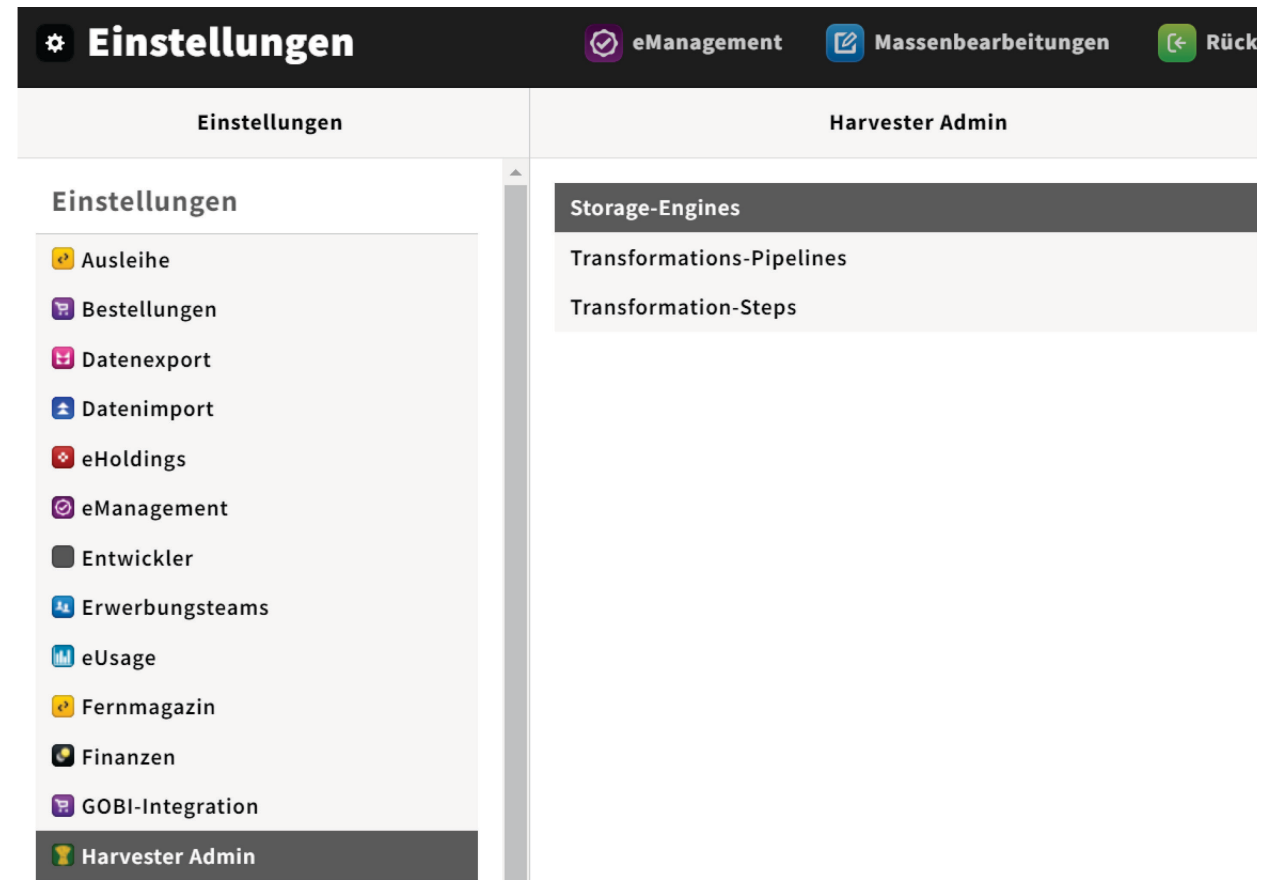 Einstellungen eManagement Massenbearbeitungen Rück
Einstellungen Harvester Admin
Einstellungen
Ausleihe
Bestellungen
Datenexport
Datenimport
eHoldings
eManagement
Entwickler
Erwerbungsteams
eUsage
Fernmagazin
Finanzen
GOBI-Integration
Harvester Admin
Storage-Engines
Transformations-Pipelines
Transformation-Steps